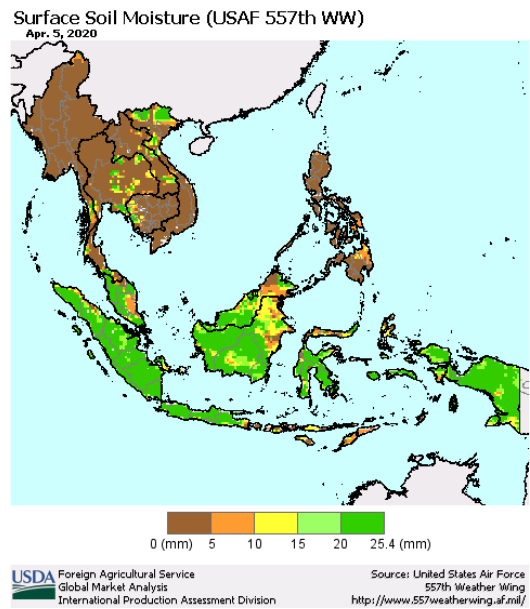 Surface Soil Moisture (USAF 557th WW)
Apr. 5, 2020
0 (mm) 5 10 15 20 25.4 (mm)
USDA Foreign Agricultural Service
Global Market Analysis
International Production Assessment Division
Source: United States Air Force
557th Weather Wing
http://www.557weatherwing.af.mil/